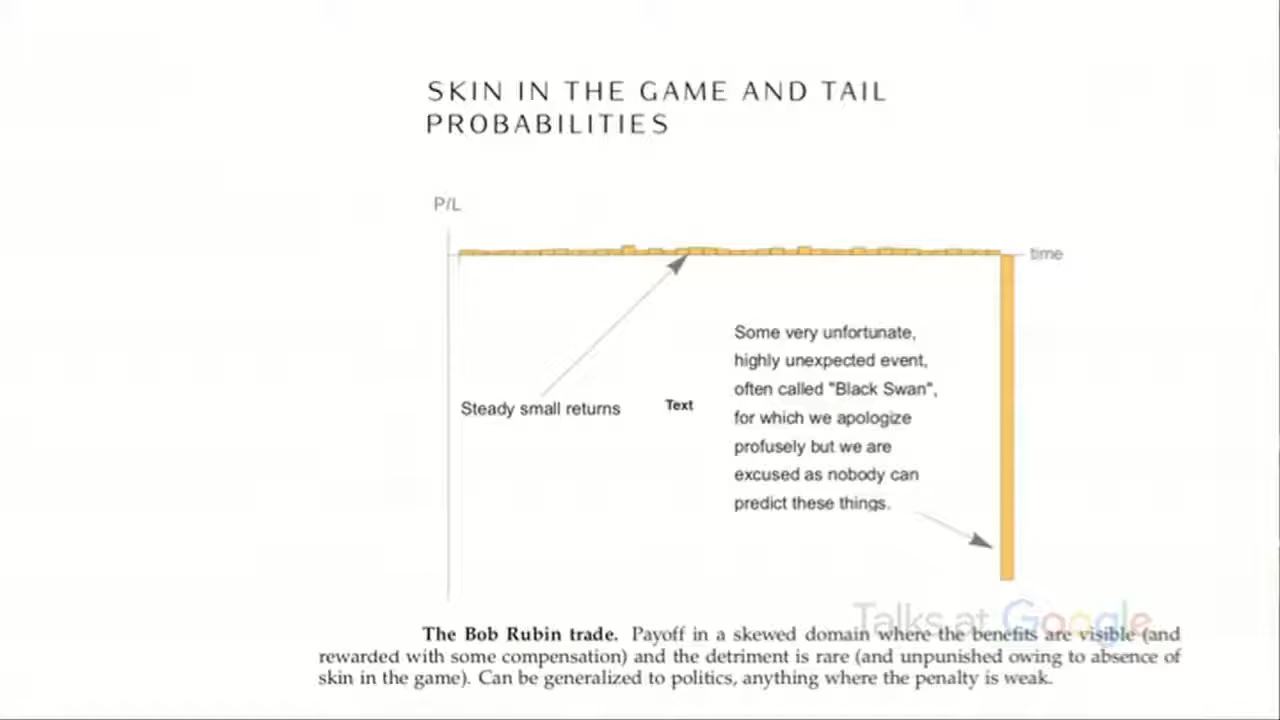 SKIN IN THE GAME AND TAIL
PROBABILITIES
P/L
time
Steady small returns
Text
Some very unfortunate,
highly unexpected event,
often called "Black Swan",
for which we apologize
profusely but we are
excused as nobody can
predict these things.
Talks at Google
The Bob Rubin trade. Payoff in a skewed domain where the benefits are visible (and
rewarded with some compensation) and the detriment is rare (and unpunished owing to absence of
skin in the game). Can be generalized to politics, anything where the penalty is weak.